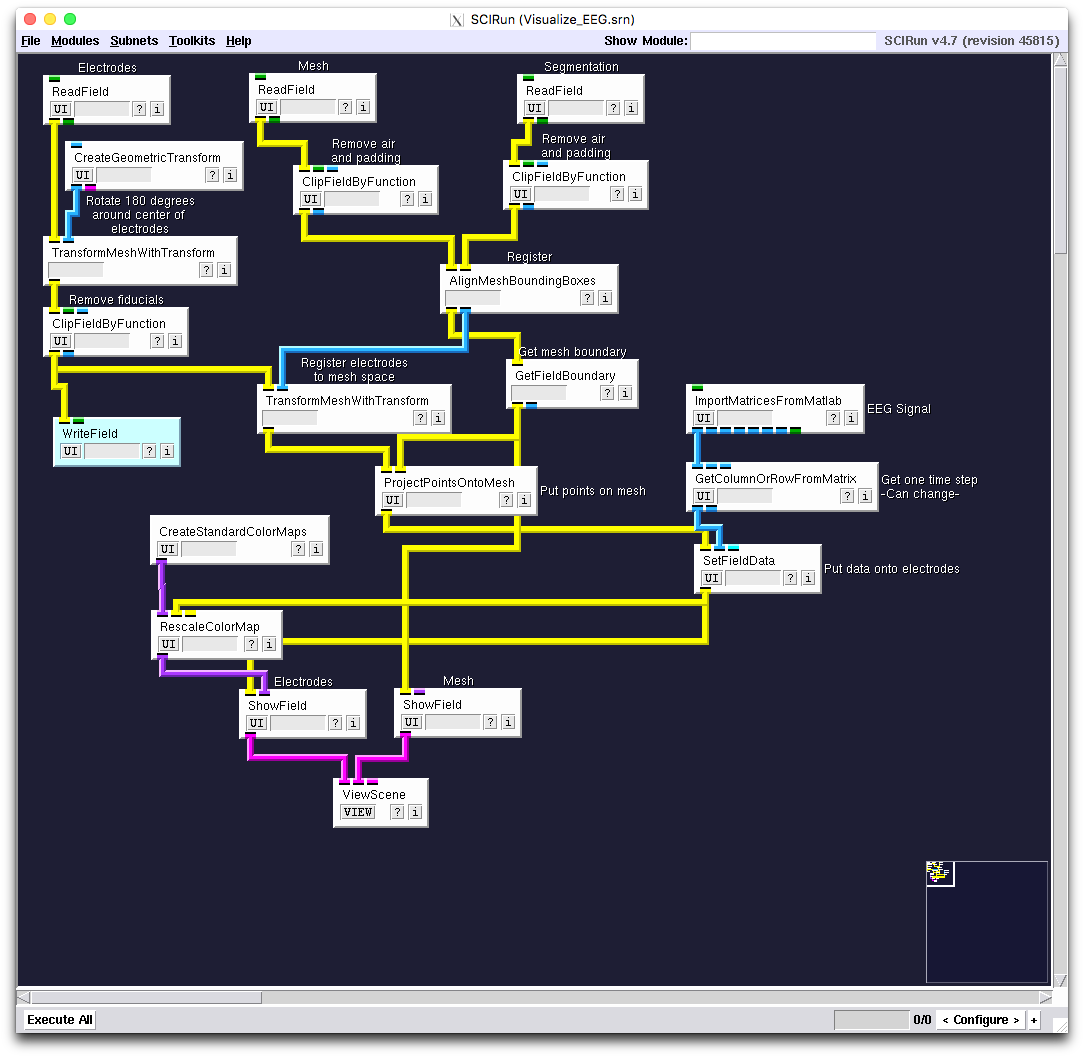 SCIRun (Visualize_EEG.srn)
File Modules Subnets Toolkits Help Show Module: SCIRun v4.7 (revision 45815)
Electrodes
ReadField
UI ? i
Mesh
ReadField
UI ? i
Segmentation
ReadField
UI ? i
CreateGeometricTransform
UI ? i
Rotate 180 degrees
around center of
electrodes
Remove air
and padding
ClipFieldByFunction
UI ? i
Remove air
and padding
ClipFieldByFunction
UI ? i
TransformMeshWithTransform
? i
Register
AlignMeshBoundingBoxes
? i
Remove fiducials
ClipFieldByFunction
UI ? i
Register electrodes
to mesh space
TransformMeshWithTransform
? i
Get mesh boundary
GetFieldBoundary
? i
WriteField
UI ? i
ImportMatricesFromMatlab
UI ? i
EEG Signal
ProjectPointsOntoMesh
UI ? i
Put points on mesh
GetColumnOrRowFromMatrix
UI ? i
Get one time step
-Can change-
CreateStandardColorMaps
UI ? i
SetFieldData
UI ? i
Put data onto electrodes
RescaleColorMap
UI ? i
Electrodes
ShowField
UI ? i
Mesh
ShowField
UI ? i
ViewScene
VIEW ? i
Execute All 0/0 < Configure > +